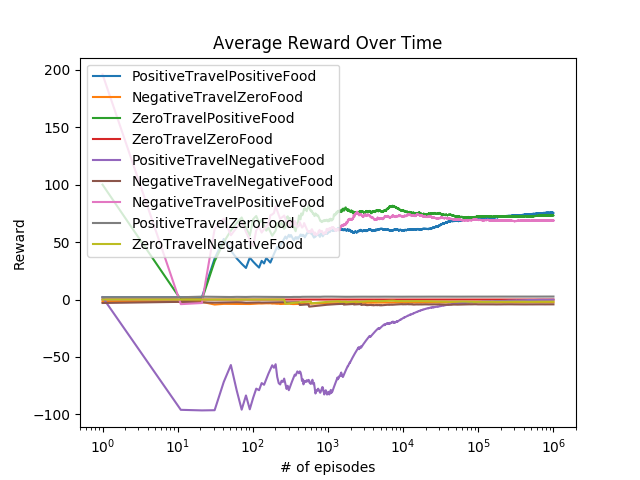 Average Reward Over Time
200
150
100
50
0
−50
−100
Reward
PositiveTravelPositiveFood
NegativeTravelZeroFood
ZeroTravelPositiveFood
ZeroTravelZeroFood
PositiveTravelNegativeFood
NegativeTravelNegativeFood
NegativeTravelPositiveFood
PositiveTravelZeroFood
ZeroTravelNegativeFood
10⁰ 10¹ 10² 10³ 10⁴ 10⁵ 10⁶
# of episodes